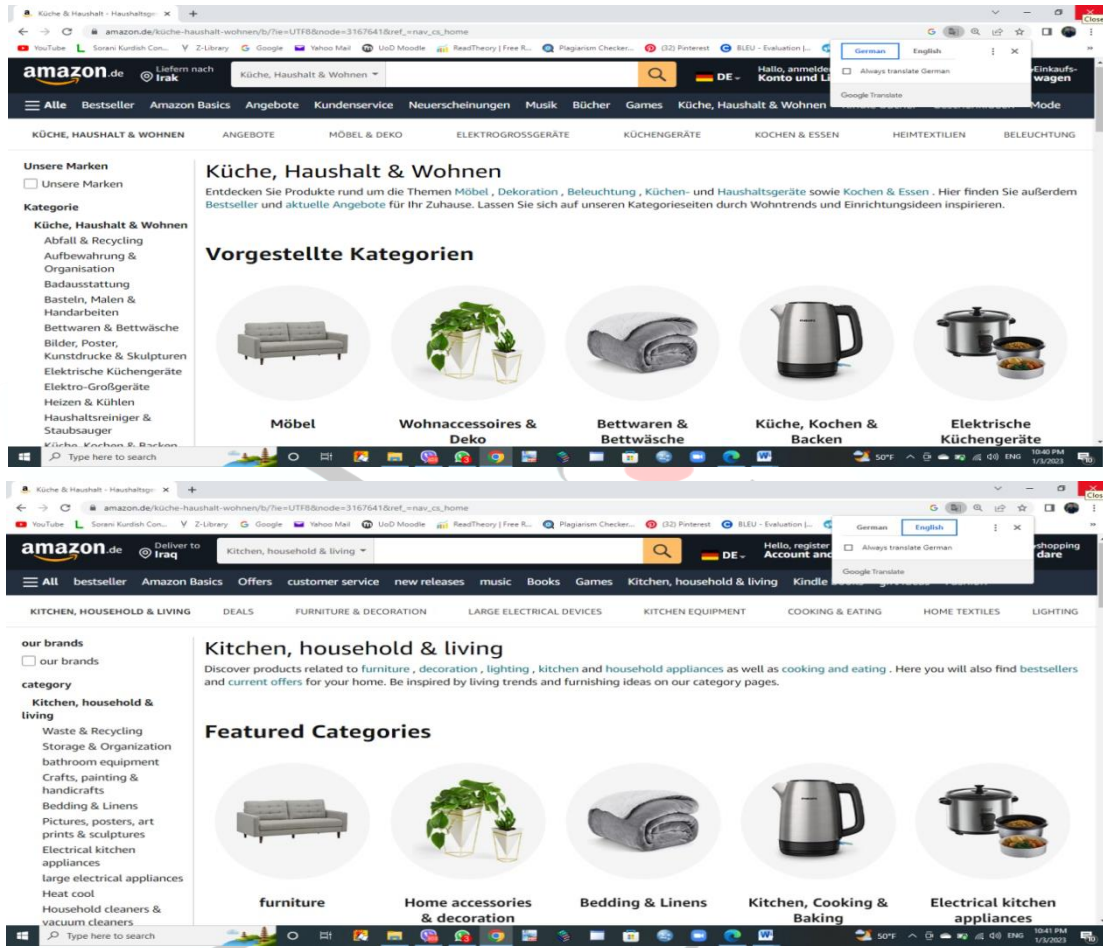 Küche & Haushalt - Haushaltsge
amazon.de/küche-haushalt-wohnen/b/?ie=UTF8&node=3167641&ref_=nav_cs_home
YouTube Sorani Kurdish Con... Z-Library Google Yahoo Mail UoD Moodle ReadTheory | Free R... Plagiarism Checker... (32) Pinterest BLEU - Evaluation |...
Close
German English
Always translate German
Google Translate
amazon.de Liefern nach Irak Küche, Haushalt & Wohnen DE Hallo, anmelde
Konto und Li
Einkaufs-
wagen
Alle Bestseller Amazon Basics Angebote Kundenservice Neuerscheinungen Musik Bücher Games Küche, Haushalt & Wohnen Mode
KÜCHE, HAUSHALT & WOHNEN ANGEBOTE MÖBEL & DEKO ELEKTROGROSSGERÄTE KÜCHENGERÄTE KOCHEN & ESSEN HEIMTEXTILIEN BELEUCHTUNG
Unsere Marken
Unsere Marken
Kategorie
Küche, Haushalt & Wohnen
Abfall & Recycling
Aufbewahrung &
Organisation
Badausstattung
Basteln, Malen &
Handarbeiten
Bettwaren & Bettwäsche
Bilder, Poster,
Kunstdrucke & Skulpturen
Elektrische Küchengeräte
Elektro-Großgeräte
Heizen & Kühlen
Haushaltsreiniger &
Staubsauger
Küche, Kochen & Backen
Küche, Haushalt & Wohnen
Entdecken Sie Produkte rund um die Themen Möbel , Dekoration , Beleuchtung , Küchen- und Haushaltsgeräte sowie Kochen & Essen . Hier finden Sie außerdem
Bestseller und aktuelle Angebote für Ihr Zuhause. Lassen Sie sich auf unseren Kategorieseiten durch Wohntrends und Einrichtungsideen inspirieren.
Vorgestellte Kategorien
Möbel
Wohnaccessoires &
Deko
Bettwaren &
Bettwäsche
Küche, Kochen &
Backen
Elektrische
Küchengeräte
Type here to search 50°F ENG 10:40 PM
1/3/2023
Küche & Haushalt - Haushaltsge
amazon.de/küche-haushalt-wohnen/b/?ie=UTF8&node=3167641&ref_=nav_cs_home
YouTube Sorani Kurdish Con... Z-Library Google Yahoo Mail UoD Moodle ReadTheory | Free R... Plagiarism Checker... (32) Pinterest BLEU - Evaluation |...
Clos
German English
Always translate German
Google Translate
amazon.de Deliver to Iraq Kitchen, household & living DE Hello, register
Account and
shopping
dare
All bestseller Amazon Basics Offers customer service new releases music Books Games Kitchen, household & living Kindle
KITCHEN, HOUSEHOLD & LIVING DEALS FURNITURE & DECORATION LARGE ELECTRICAL DEVICES KITCHEN EQUIPMENT COOKING & EATING HOME TEXTILES LIGHTING
our brands
our brands
category
Kitchen, household &
living
Waste & Recycling
Storage & Organization
bathroom equipment
Crafts, painting &
handicrafts
Bedding & Linens
Pictures, posters, art
prints & sculptures
Electrical kitchen
appliances
large electrical appliances
Heat cool
Household cleaners &
vacuum cleaners
Kitchen, household & living
Discover products related to furniture , decoration , lighting , kitchen and household appliances as well as cooking and eating . Here you will also find bestsellers
and current offers for your home. Be inspired by living trends and furnishing ideas on our category pages.
Featured Categories
furniture
Home accessories
& decoration
Bedding & Linens
Kitchen, Cooking &
Baking
Electrical kitchen
appliances
Type here to search 50°F ENG 10:41 PM
1/3/2023